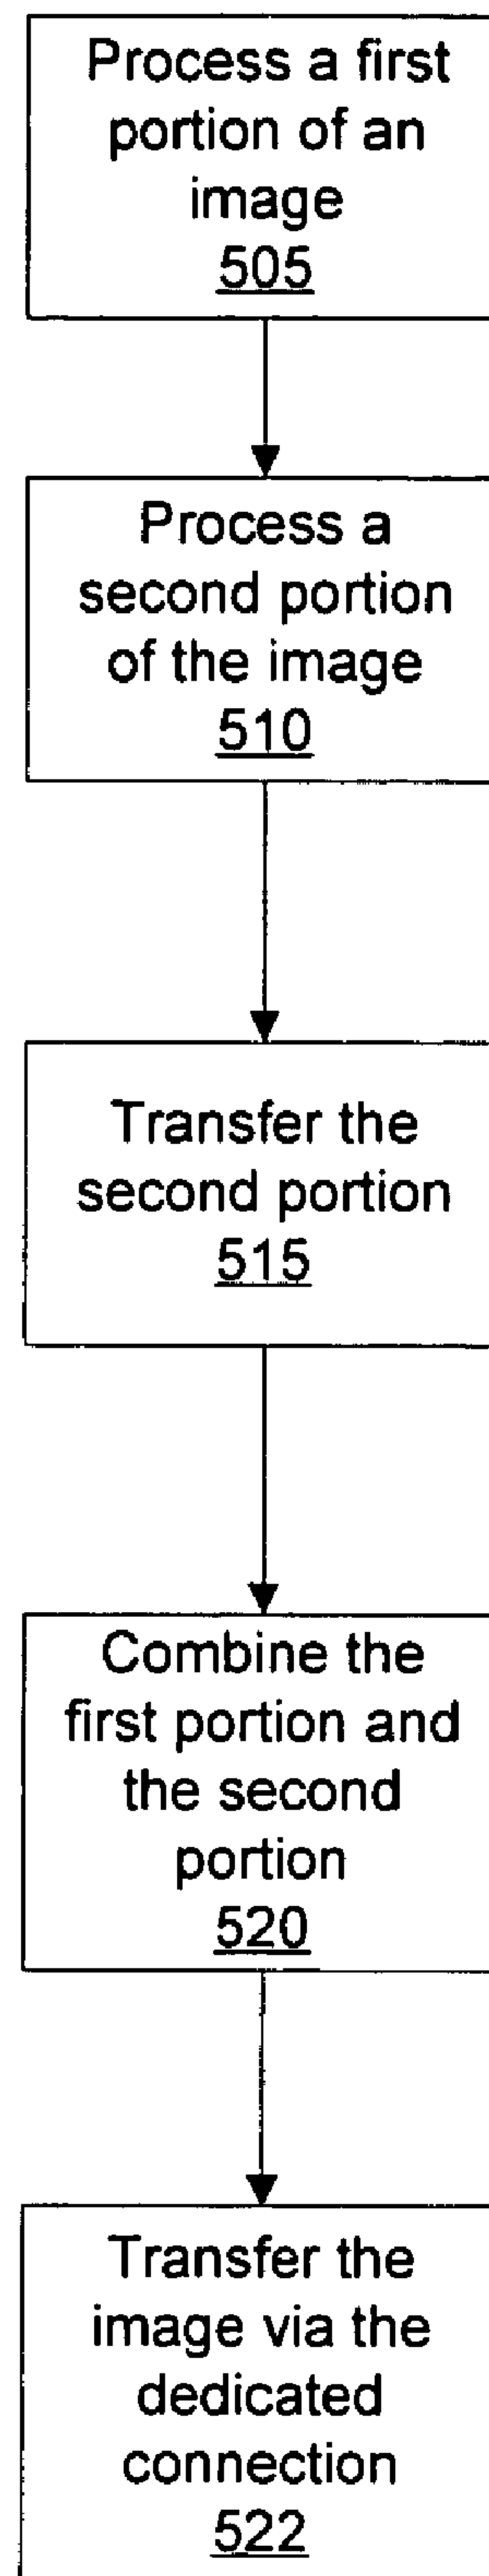 Process a first
portion of an
image
505
Process a
second portion
of the image
510
Transfer the
second portion
515
Combine the
first portion and
the second
portion
520
Transfer the
image via the
dedicated
connection
522